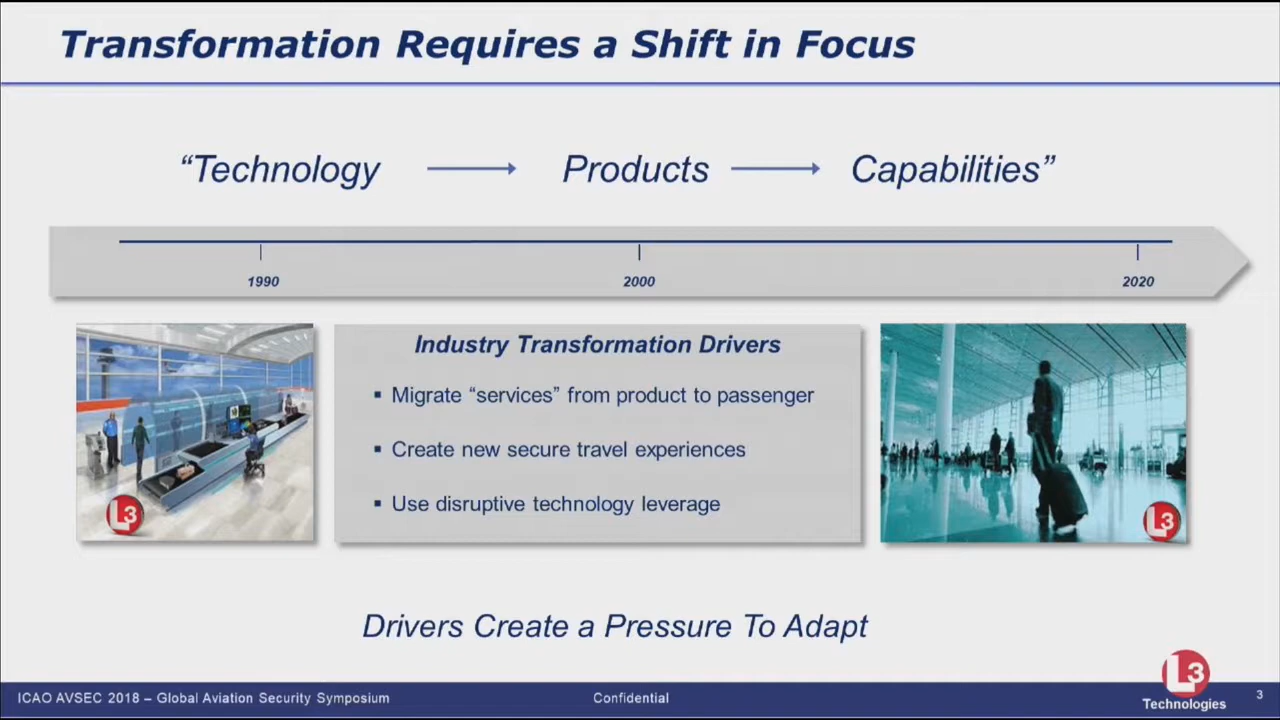 Transformation Requires a Shift in Focus
“Technology → Products → Capabilities”
1990 2000 2020
Industry Transformation Drivers
▪ Migrate “services” from product to passenger
▪ Create new secure travel experiences
▪ Use disruptive technology leverage
L3
L3
Drivers Create a Pressure To Adapt
L3
ICAO AVSEC 2018 – Global Aviation Security Symposium Confidential Technologies 3